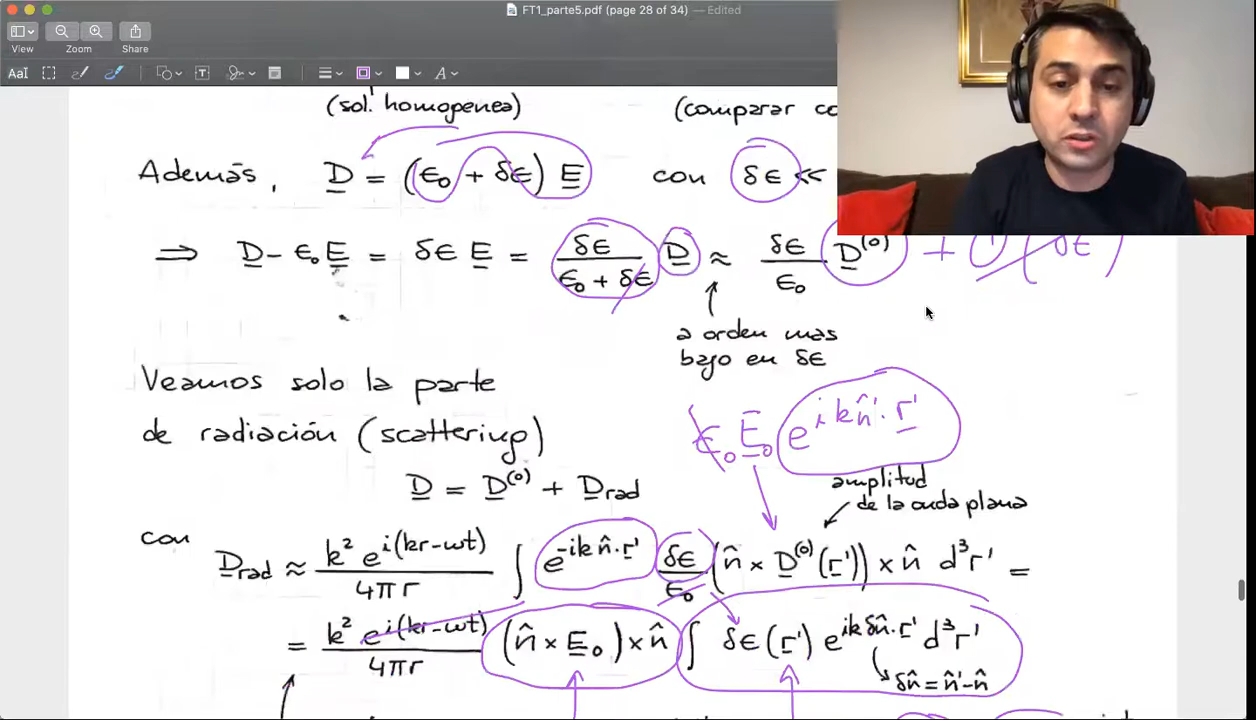 FT1_parte5.pdf (page 28 of 34) — Edited
View Zoom Share
AaI T A
(sol. homogenea) (comparar co
Además, D = (ϵ₀ + δϵ) E con δϵ ≪
⟹ D - ϵ₀E = δϵ E = δϵ/(ϵ₀ + δϵ) D ≈ δϵ/ϵ₀ D⁽⁰⁾ + O(δϵ)
a orden mas
bajo en δϵ
Veamos solo la parte
de radiación (scattering)
ϵ₀ E₀ e^{i k n̂'·r'}
D = D⁽⁰⁾ + D_rad
amplitud
de la onda plana
con
D_rad ≈ k² e^{i(kr-ωt)}/4πr ∫ e^{-ik n̂·r'} δϵ/ϵ₀ (n̂ × D⁽⁰⁾(r')) × n̂ d³r' =
= k² e^{i(kr-ωt)}/4πr (n̂ × E₀) × n̂ ∫ δϵ(r') e^{ikδn̂·r'} d³r'
δn̂ = n̂' - n̂